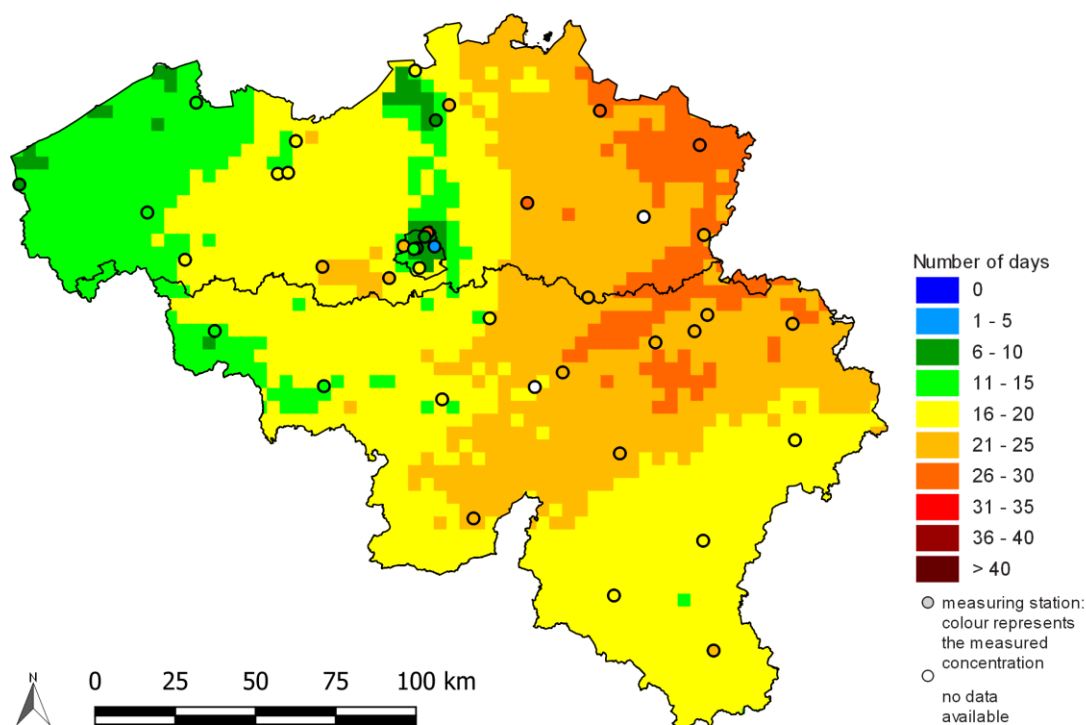 Number of days
0
1 - 5
6 - 10
11 - 15
16 - 20
21 - 25
26 - 30
31 - 35
36 - 40
> 40
measuring station:
colour represents
the measured
concentration
no data
available
N
0 25 50 75 100 km